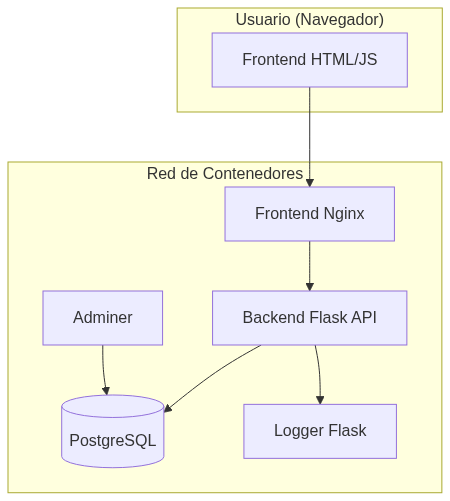 Usuario (Navegador)
Frontend HTML/JS
Red de Contenedores
Frontend Nginx
Adminer
Backend Flask API
PostgreSQL
Logger Flask